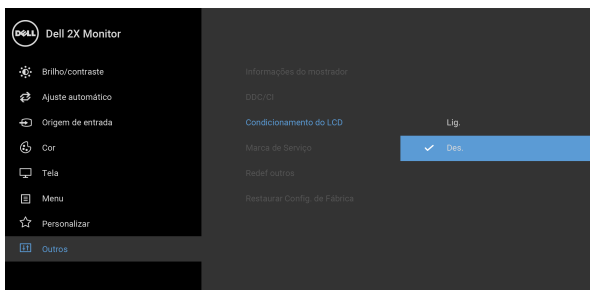 DELL Dell 2X Monitor
Brilho/contraste
Ajuste automático
Origem de entrada
Cor
Tela
Menu
Personalizar
Outros
Informações do mostrador
DDC/CI
Condicionamento do LCD
Marca de Serviço
Redef outros
Restaurar Config. de Fábrica
Lig.
Des.